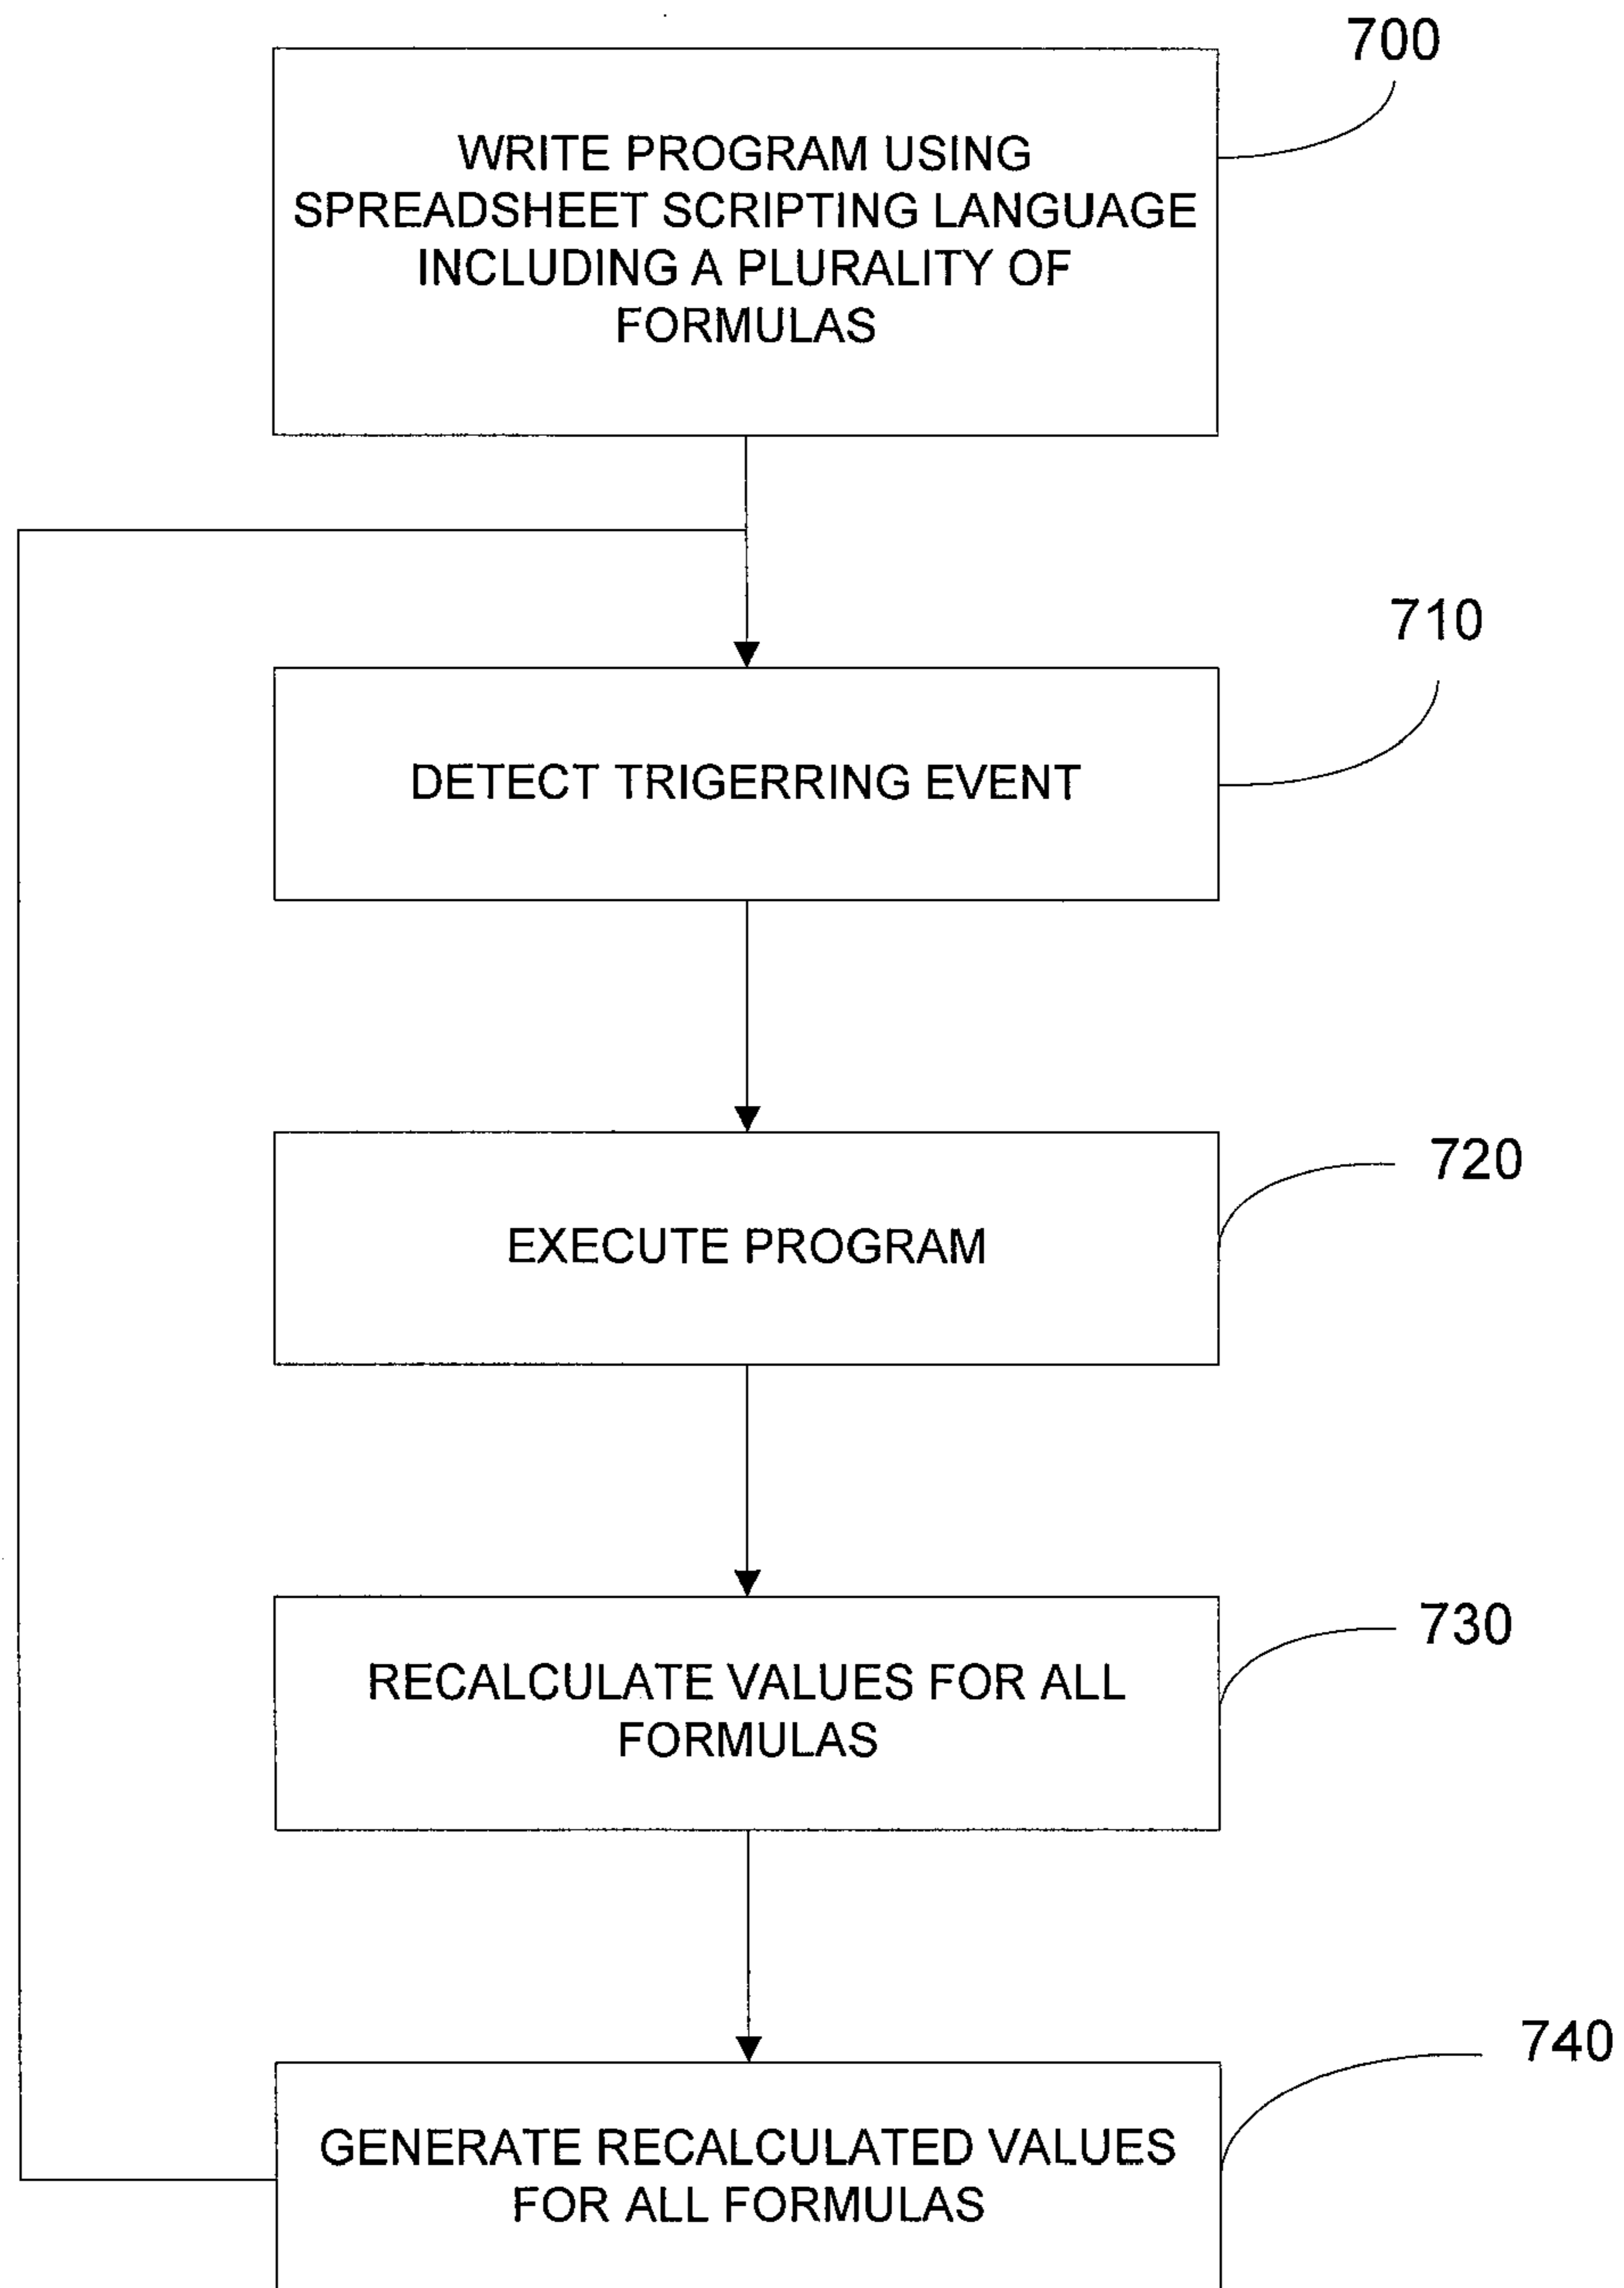 700
WRITE PROGRAM USING
SPREADSHEET SCRIPTING LANGUAGE
INCLUDING A PLURALITY OF
FORMULAS
710
DETECT TRIGERRING EVENT
720
EXECUTE PROGRAM
730
RECALCULATE VALUES FOR ALL
FORMULAS
740
GENERATE RECALCULATED VALUES
FOR ALL FORMULAS